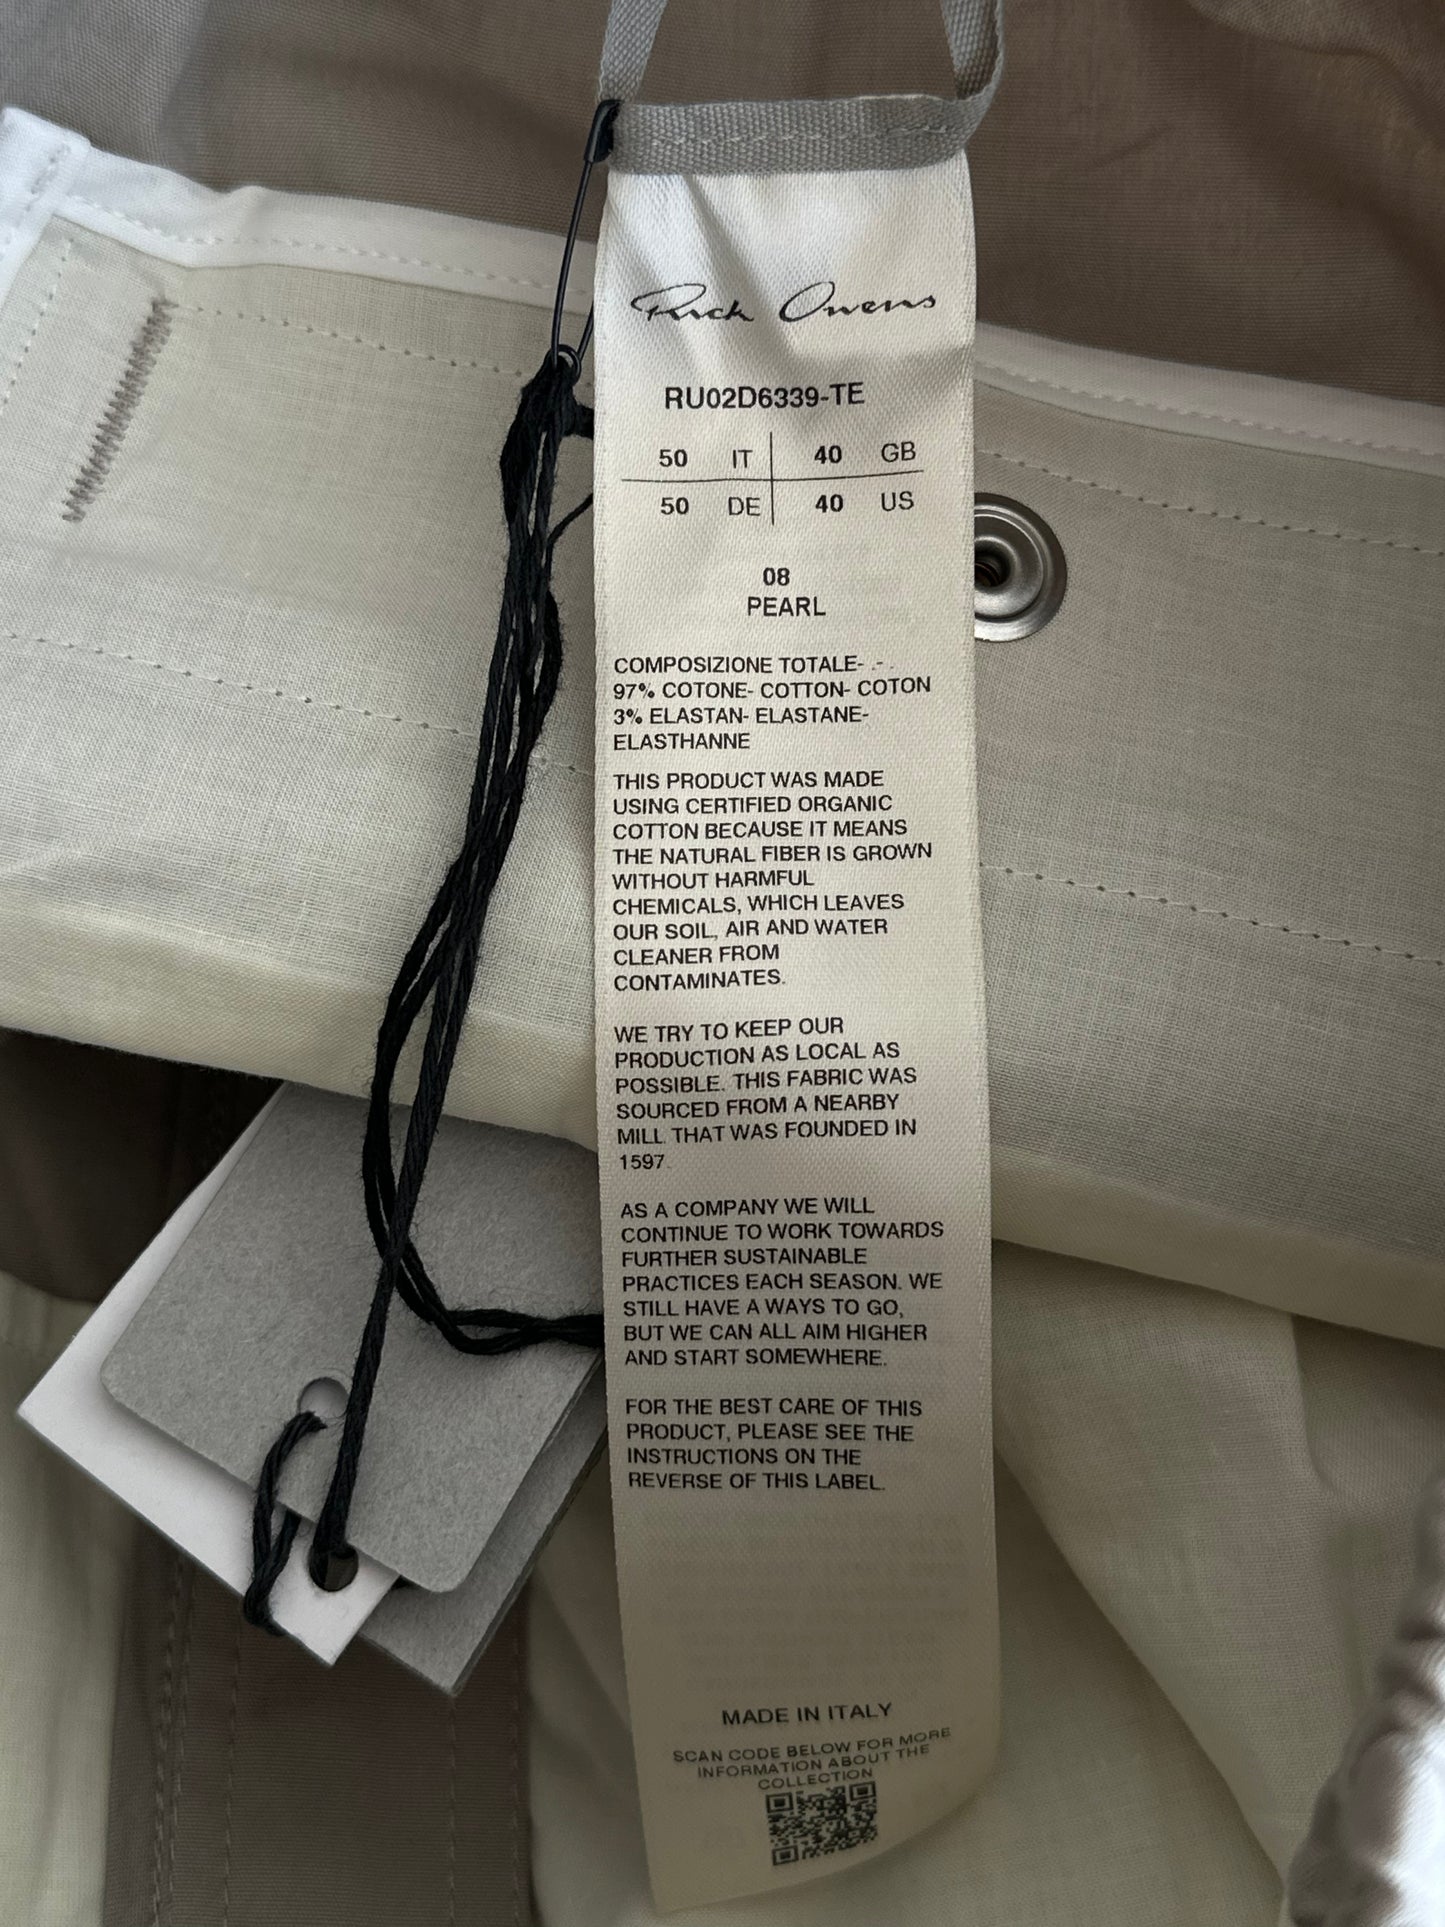 Rick Owens
RU02D6339-TE
50 IT 40 GB
50 DE 40 US
08
PEARL
COMPOSIZIONE TOTALE- .- .
97% COTONE- COTTON- COTON
3% ELASTAN- ELASTANE-
ELASTHANNE
THIS PRODUCT WAS MADE
USING CERTIFIED ORGANIC
COTTON BECAUSE IT MEANS
THE NATURAL FIBER IS GROWN
WITHOUT HARMFUL
CHEMICALS, WHICH LEAVES
OUR SOIL, AIR AND WATER
CLEANER FROM
CONTAMINATES.
WE TRY TO KEEP OUR
PRODUCTION AS LOCAL AS
POSSIBLE. THIS FABRIC WAS
SOURCED FROM A NEARBY
MILL THAT WAS FOUNDED IN
1597.
AS A COMPANY WE WILL
CONTINUE TO WORK TOWARDS
FURTHER SUSTAINABLE
PRACTICES EACH SEASON. WE
STILL HAVE A WAYS TO GO,
BUT WE CAN ALL AIM HIGHER
AND START SOMEWHERE.
FOR THE BEST CARE OF THIS
PRODUCT, PLEASE SEE THE
INSTRUCTIONS ON THE
REVERSE OF THIS LABEL.
MADE IN ITALY
SCAN CODE BELOW FOR MORE
INFORMATION ABOUT THE
COLLECTION